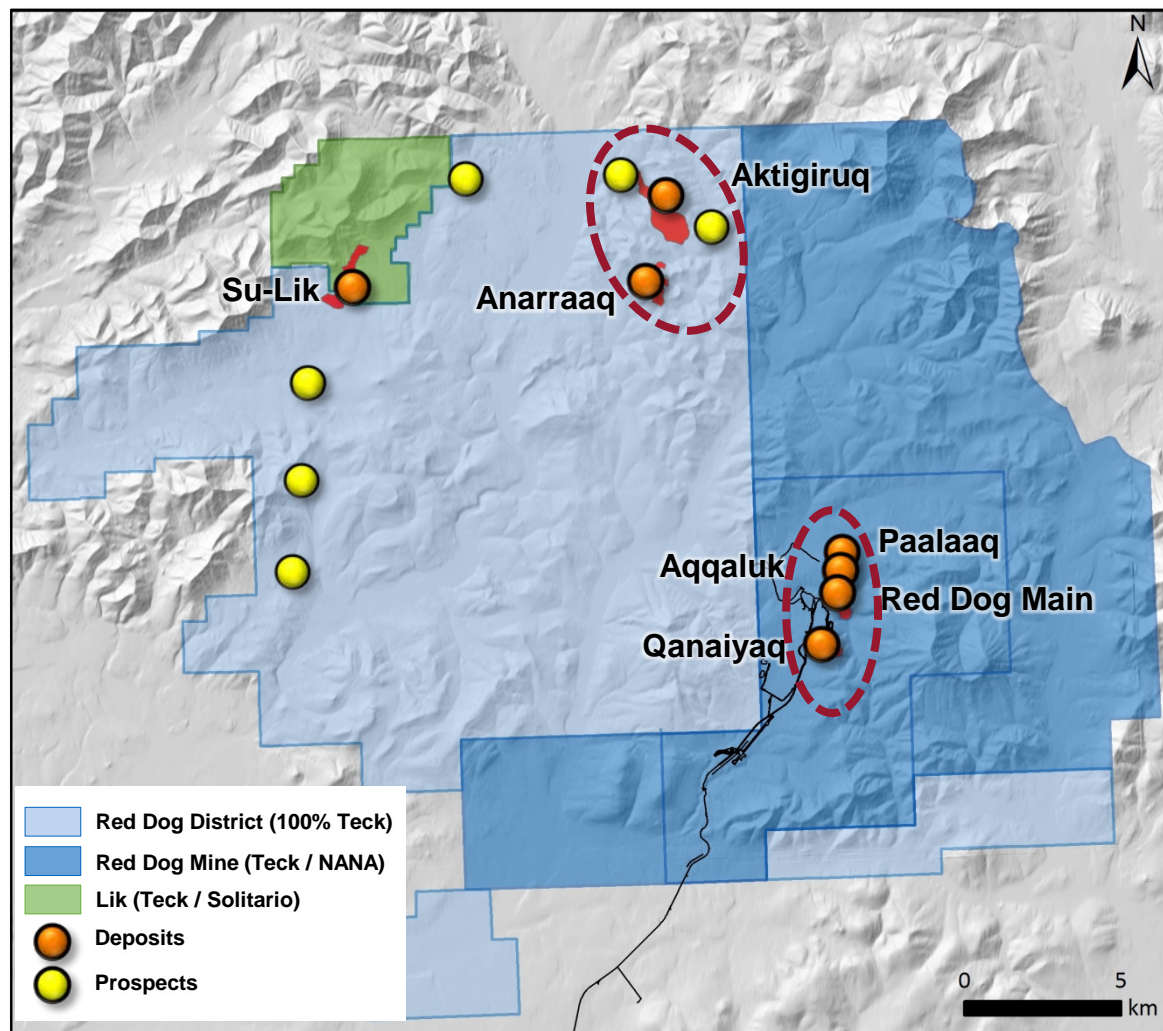 N
Aktigiruq
Su-Lik
Anarraaq
Paalaaq
Aqqaluk
Red Dog Main
Qanaiyaq
Red Dog District (100% Teck)
Red Dog Mine (Teck / NANA)
Lik (Teck / Solitario)
Deposits
Prospects
0 5
km